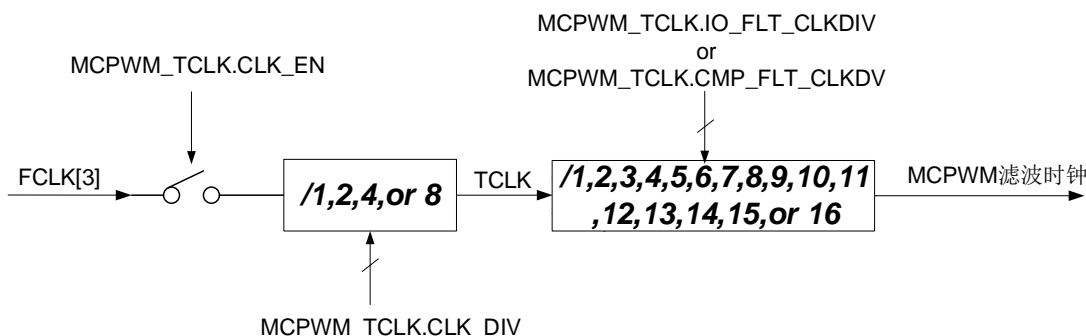 MCPWM_TCLK.IO_FLT_CLKDIV
or
MCPWM_TCLK.CMP_FLT_CLKDV
MCPWM_TCLK.CLK_EN
FCLK[3]
/1,2,4,or 8
TCLK
/1,2,3,4,5,6,7,8,9,10,11
,12,13,14,15,or 16
MCPWM滤波时钟
MCPWM_TCLK.CLK_DIV